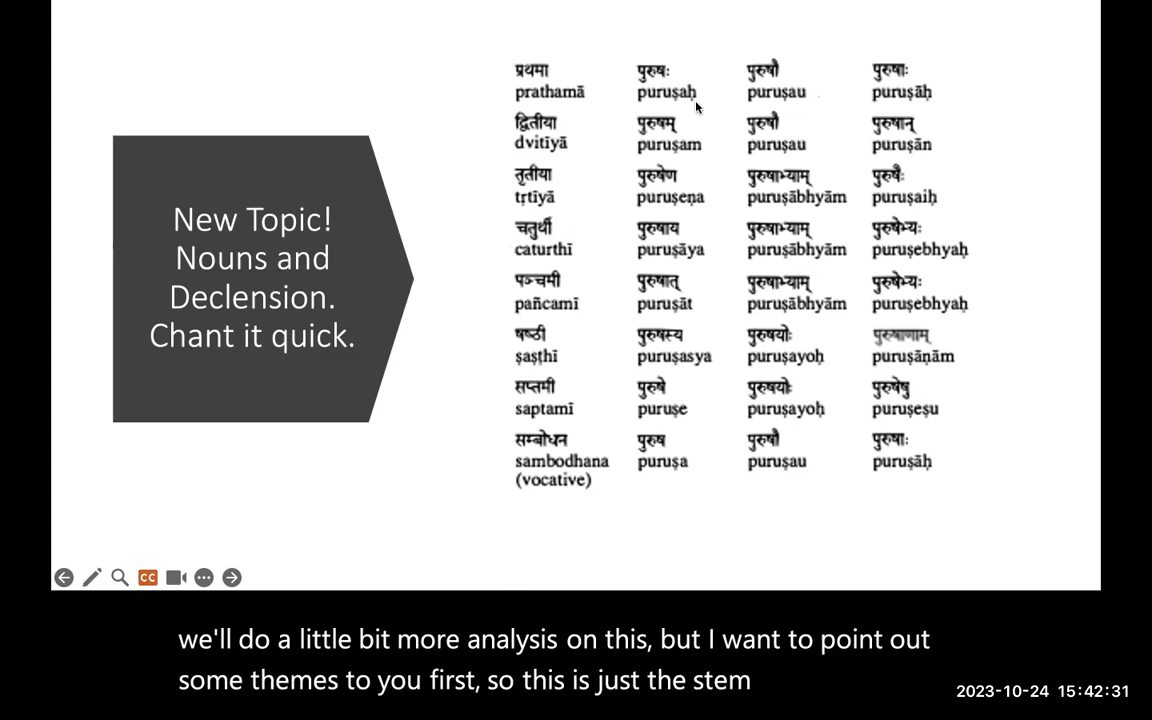 New Topic!
Nouns and
Declension.
Chant it quick.
प्रथमा पुरुषः पुरुषौ पुरुषाः
prathamā puruṣaḥ puruṣau puruṣāḥ
द्वितीया पुरुषम् पुरुषौ पुरुषान्
dvitīyā puruṣam puruṣau puruṣān
तृतीया पुरुषेण पुरुषाभ्याम् पुरुषैः
tṛtīyā puruṣeṇa puruṣābhyām puruṣaiḥ
चतुर्थी पुरुषाय पुरुषाभ्याम् पुरुषेभ्यः
caturthī puruṣāya puruṣābhyām puruṣebhyaḥ
पञ्चमी पुरुषात् पुरुषाभ्याम् पुरुषेभ्यः
pañcamī puruṣāt puruṣābhyām puruṣebhyaḥ
षष्ठी पुरुषस्य पुरुषयोः पुरुषाणाम्
ṣaṣṭhī puruṣasya puruṣayoḥ puruṣāṇām
सप्तमी पुरुषे पुरुषयोः पुरुषेषु
saptamī puruṣe puruṣayoḥ puruṣeṣu
सम्बोधन पुरुष पुरुषौ पुरुषाः
sambodhana puruṣa puruṣau puruṣāḥ
(vocative)
CC
we'll do a little bit more analysis on this, but I want to point out
some themes to you first, so this is just the stem
2023-10-24 15:42:31